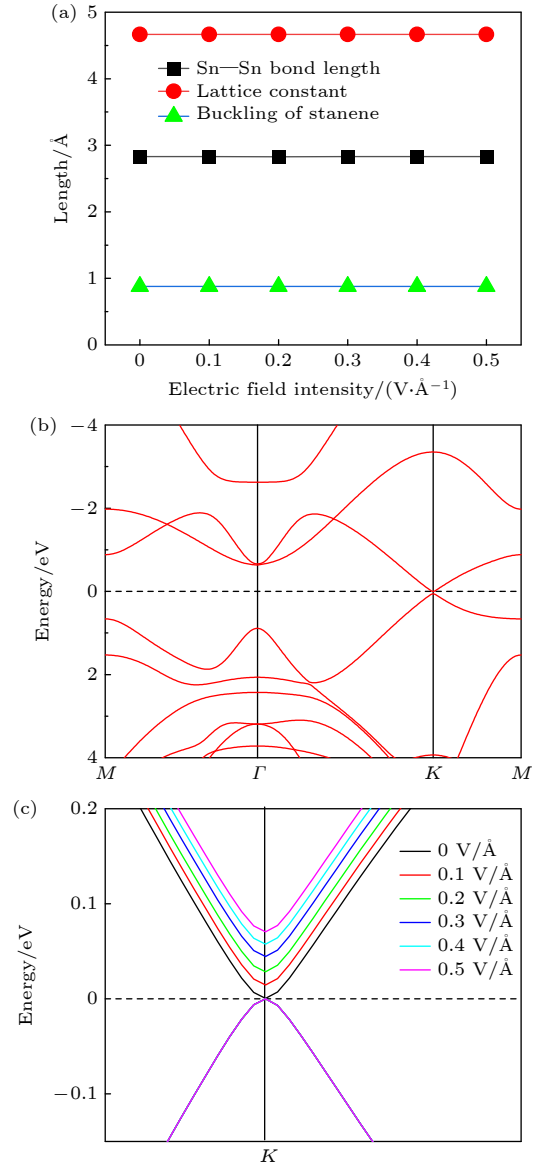 (a)
5
4
3
2
1
0
Length/Å
Sn—Sn bond length
Lattice constant
Buckling of stanene
0 0.1 0.2 0.3 0.4 0.5
Electric field intensity/(V·Å⁻¹)
(b)
−4
−2
0
2
4
Energy/eV
M Γ K M
(c)
0.2
0.1
0
−0.1
Energy/eV
0 V/Å
0.1 V/Å
0.2 V/Å
0.3 V/Å
0.4 V/Å
0.5 V/Å
K